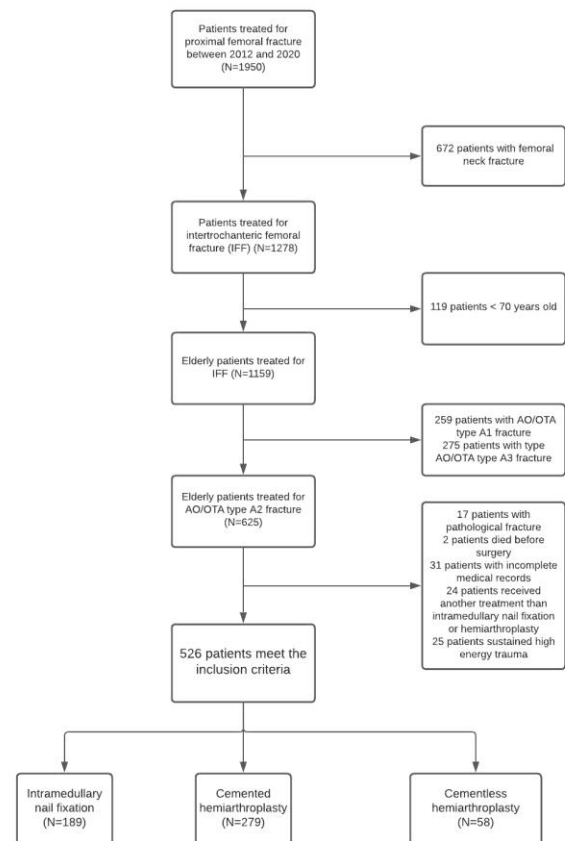 Patients treated for
proximal femoral fracture
between 2012 and 2020
(N=1950)
672 patients with femoral
neck fracture
Patients treated for
intertrochanteric femoral
fracture (IFF) (N=1278)
119 patients < 70 years old
Elderly patients treated for
IFF (N=1159)
259 patients with AO/OTA
type A1 fracture
275 patients with type
AO/OTA type A3 fracture
Elderly patients treated for
AO/OTA type A2 fracture
(N=625)
17 patients with
pathological fracture
2 patients died before
surgery
31 patients with incomplete
medical records
24 patients received
another treatment than
intramedullary nail fixation
or hemiarthroplasty
25 patients sustained high
energy trauma
526 patients meet the
inclusion criteria
Intramedullary
nail fixation
(N=189)
Cemented
hemiarthroplasty
(N=279)
Cementless
hemiarthroplasty
(N=58)